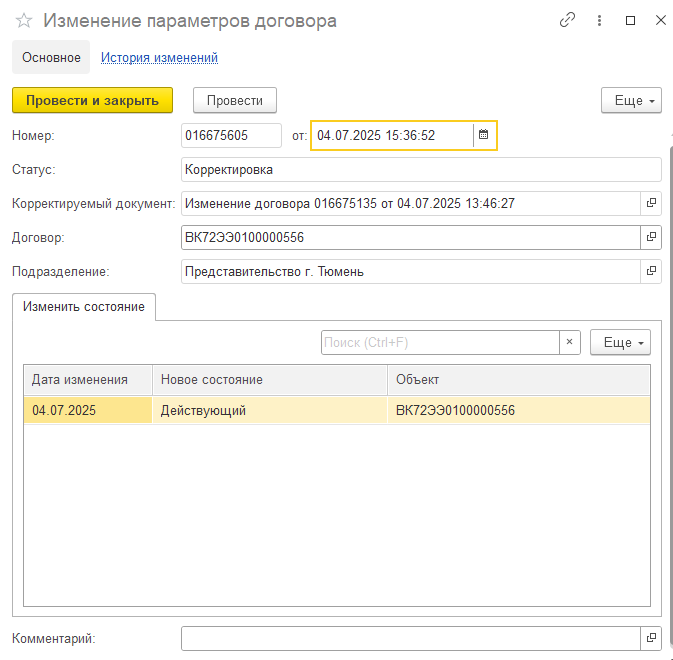 Изменение параметров договора
Основное История изменений
Провести и закрыть Провести Еще
Номер: 016675605 от: 04.07.2025 15:36:52
Статус: Корректировка
Корректируемый документ: Изменение договора 016675135 от 04.07.2025 13:46:27
Договор: ВК72ЭЭ0100000556
Подразделение: Представительство г. Тюмень
Изменить состояние
Поиск (Ctrl+F) × Еще
Дата изменения Новое состояние Объект
04.07.2025 Действующий ВК72ЭЭ0100000556
Комментарий: